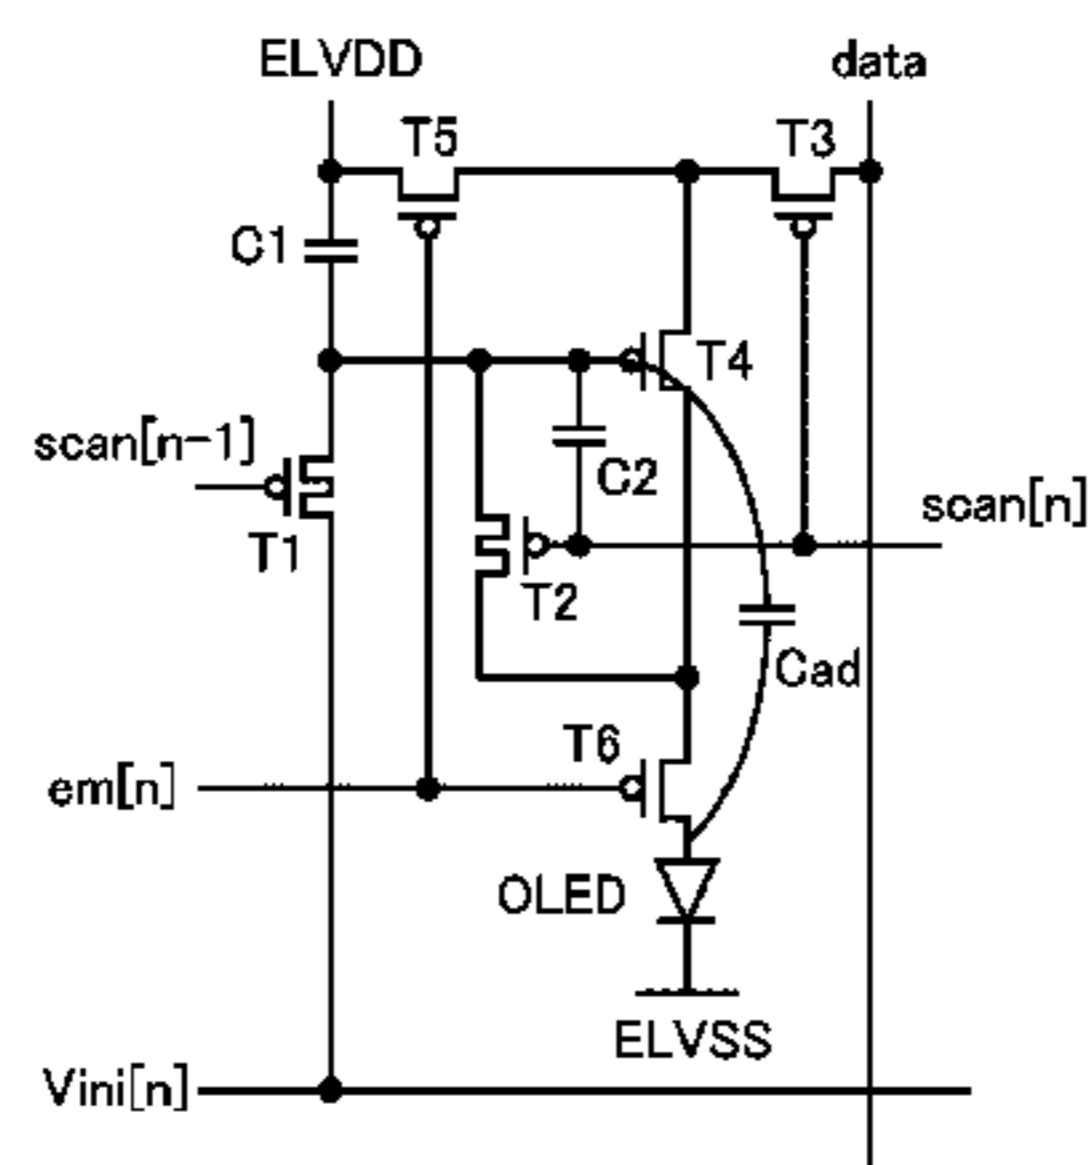 ELVDD
data
T5
T3
C1
T4
scan[n-1]
C2
scan[n]
T1
T2
Cad
T6
em[n]
OLED
ELVSS
Vini[n]